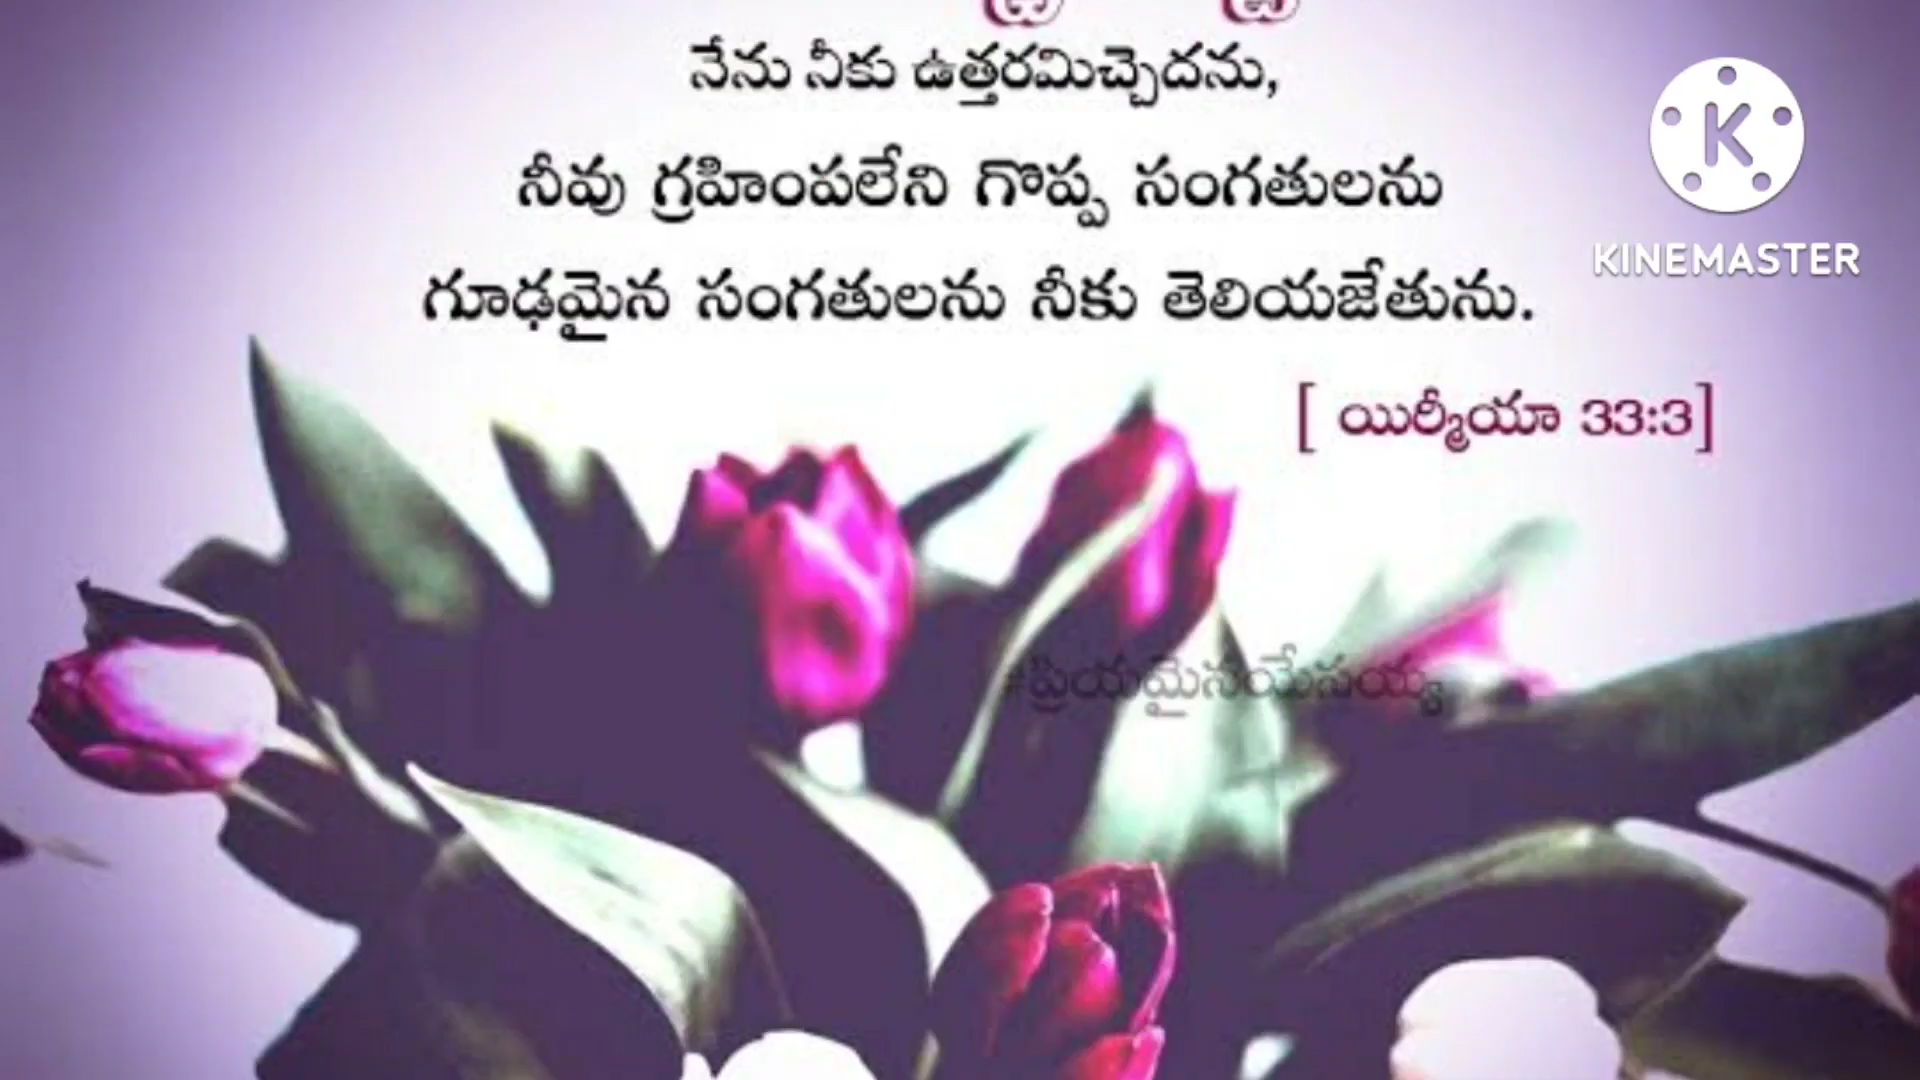 నేను నీకు ఉత్తరమిచ్చెదను,
నీవు గ్రహింపలేని గొప్ప సంగతులను
గూఢమైన సంగతులను నీకు తెలియజేతును.
[ యిర్మీయా 33:3]
#ప్రియమైనయేసయ్య
KINEMASTER